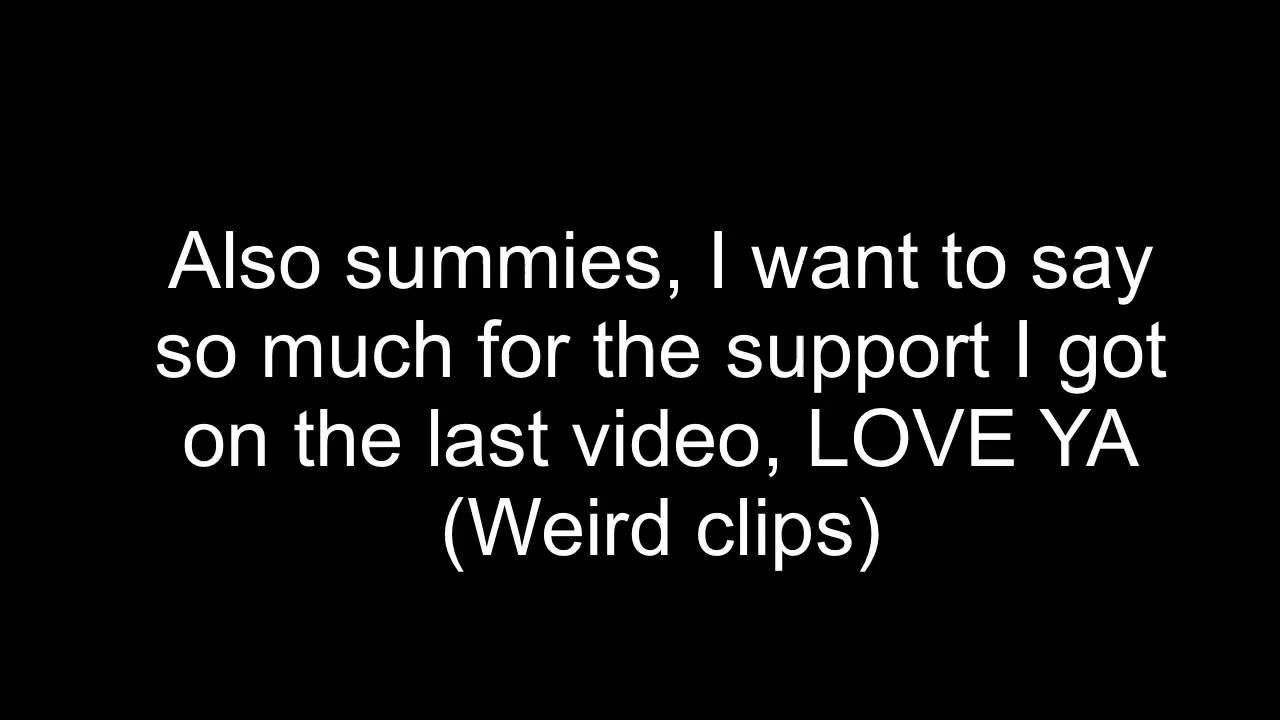 Also summies, I want to say
so much for the support I got
on the last video, LOVE YA
(Weird clips)